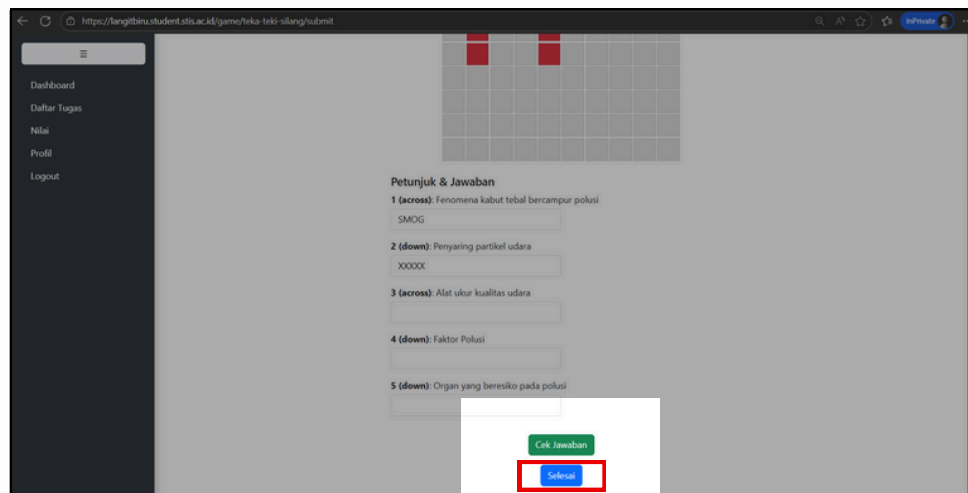 https://langitbiru.student.stis.ac.id/game/teka-teki-silang/submit
InPrivate
Dashboard
Daftar Tugas
Nilai
Profil
Logout
Petunjuk & Jawaban
1 (across): Fenomena kabut tebal bercampur polusi
SMOG
2 (down): Penyaring partikel udara
XXXXX
3 (across): Alat ukur kualitas udara
4 (down): Faktor Polusi
5 (down): Organ yang beresiko pada polusi
Cek Jawaban
Selesai